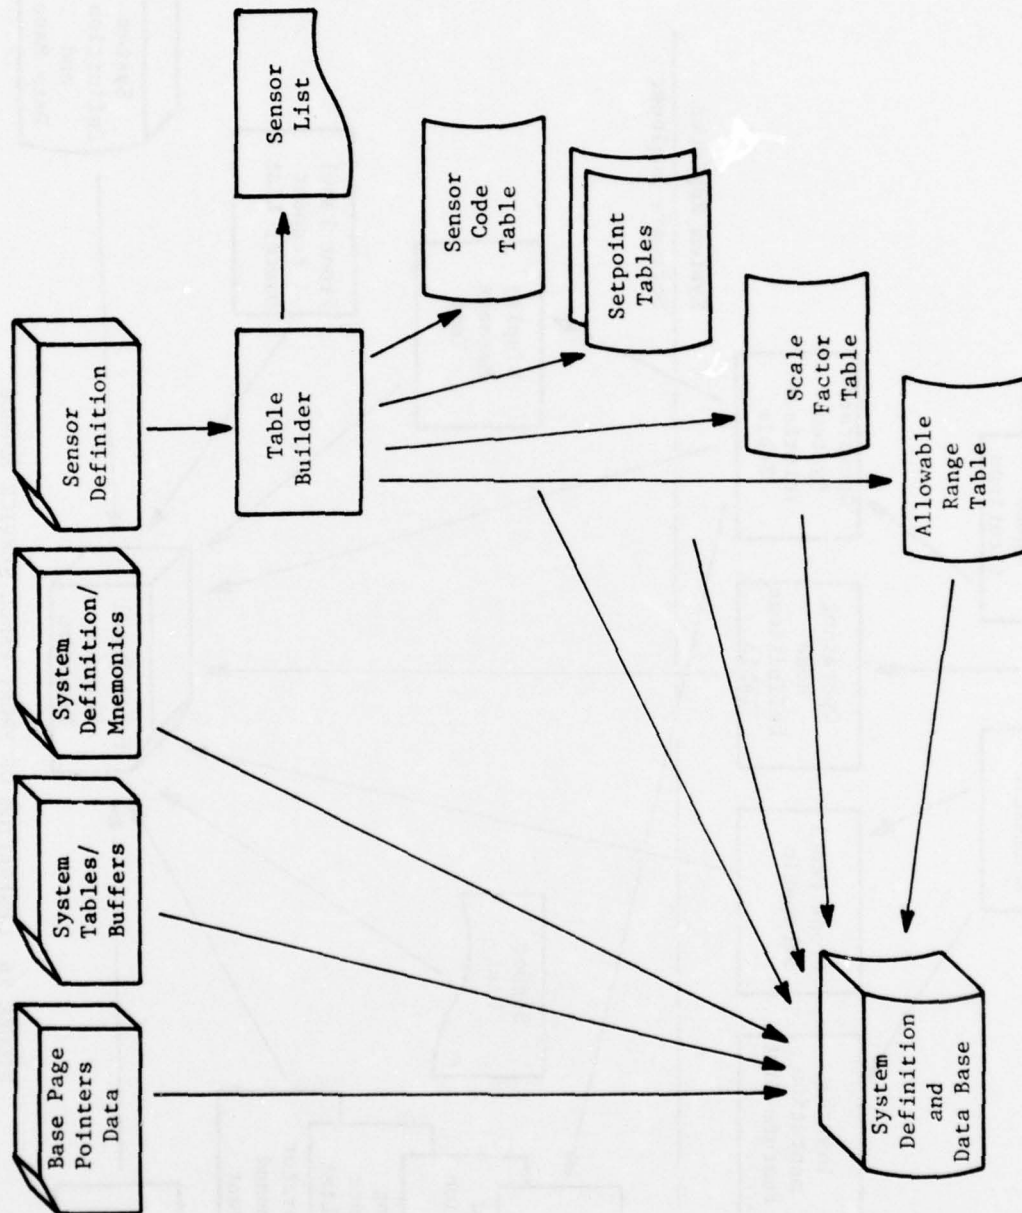 Sensor
List
Sensor
Code
Table
Setpoint
Tables
Scale
Factor
Table
Allowable
Range
Table
Sensor
Definition
Table
Builder
System
Definition/
Mnemonics
System
Tables/
Buffers
Base Page
Pointers
Data
System
Definition
and
Data Base